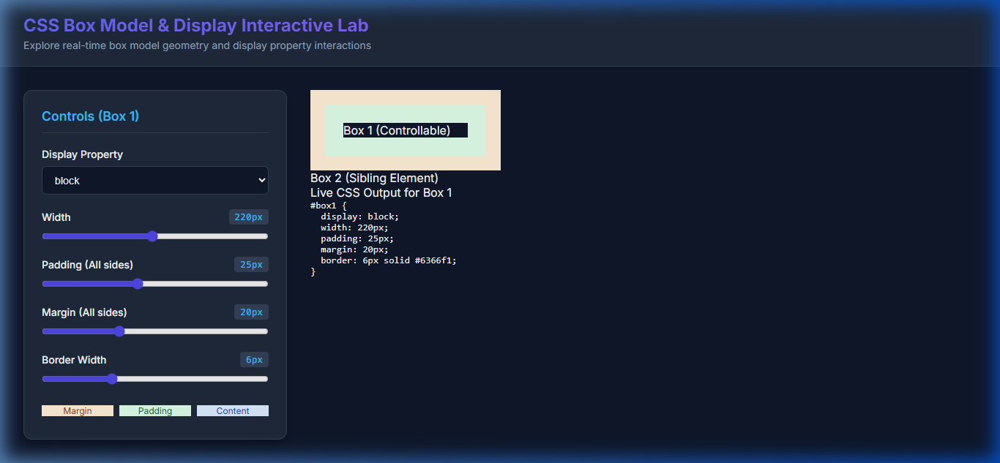 CSS Box Model & Display Interactive Lab
Explore real-time box model geometry and display property interactions
Controls (Box 1)
Display Property
block
Width 220px
Padding (All sides) 25px
Margin (All sides) 20px
Border Width 6px
Margin Padding Content
Box 1 (Controllable)
Box 2 (Sibling Element)
Live CSS Output for Box 1
#box1 {
  display: block;
  width: 220px;
  padding: 25px;
  margin: 20px;
  border: 6px solid #6366f1;
}